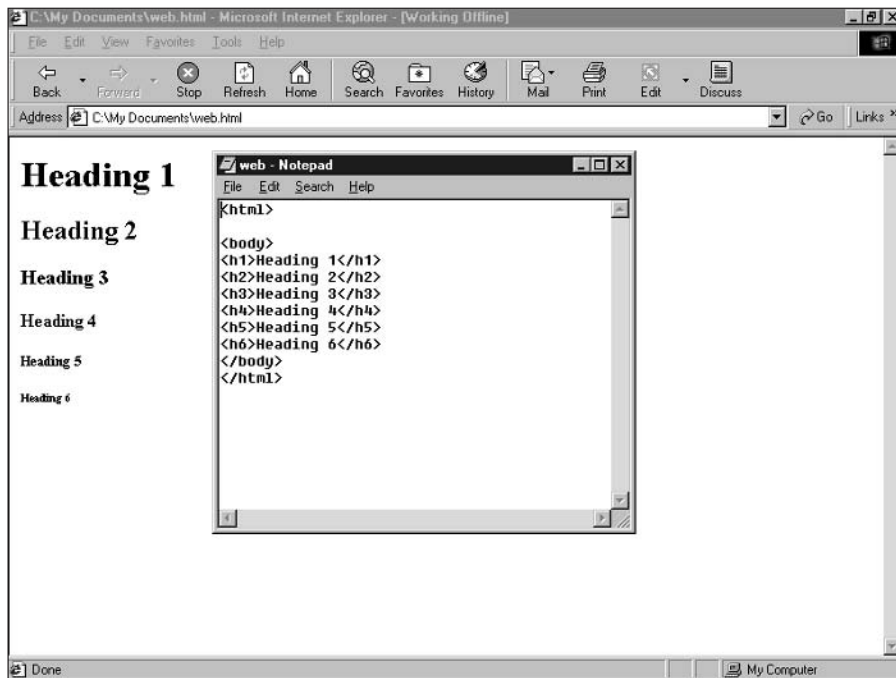 C:\My Documents\web.html - Microsoft Internet Explorer - [Working Offline]
File Edit View Favorites Tools Help
Back Forward Stop Refresh Home Search Favorites History Mail Print Edit Discuss
Address C:\My Documents\web.html Go Links »
Heading 1
Heading 2
Heading 3
Heading 4
Heading 5
Heading 6
web - Notepad
File Edit Search Help
<html>
<body>
<h1>Heading 1</h1>
<h2>Heading 2</h2>
<h3>Heading 3</h3>
<h4>Heading 4</h4>
<h5>Heading 5</h5>
<h6>Heading 6</h6>
</body>
</html>
Done My Computer